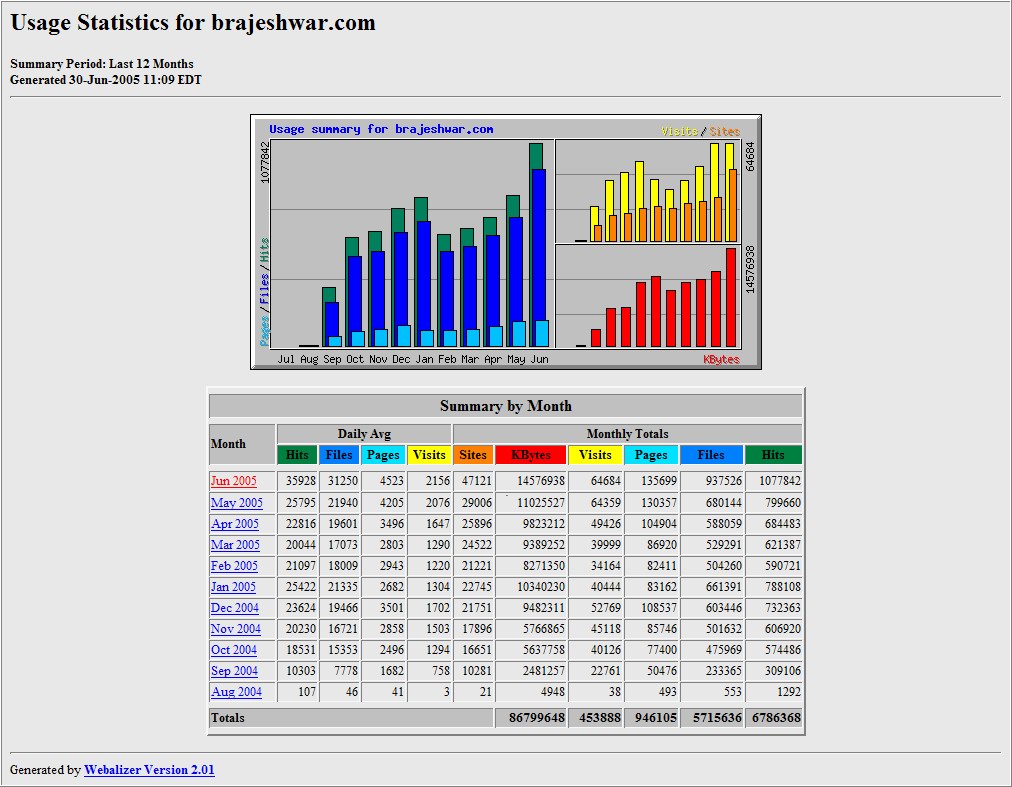 Usage Statistics for brajeshwar.com
Summary Period: Last 12 Months
Generated 30-Jun-2005 11:09 EDT
Usage summary for brajeshwar.com
Visits / Sites
1077842
64684
Pages / Files / Hits
14576938
Jul Aug Sep Oct Nov Dec Jan Feb Mar Apr May Jun
KBytes
Summary by Month
Month
Daily Avg Monthly Totals
Hits Files Pages Visits Sites KBytes Visits Pages Files Hits
Jun 2005 35928 31250 4523 2156 47121 14576938 64684 135699 937526 1077842
May 2005 25795 21940 4205 2076 29006 11025527 64359 130357 680144 799660
Apr 2005 22816 19601 3496 1647 25896 9823212 49426 104904 588059 684483
Mar 2005 20044 17073 2803 1290 24522 9389252 39999 86920 529291 621387
Feb 2005 21097 18009 2943 1220 21221 8271350 34164 82411 504260 590721
Jan 2005 25422 21335 2682 1304 22745 10340230 40444 83162 661391 788108
Dec 2004 23624 19466 3501 1702 21751 9482311 52769 108537 603446 732363
Nov 2004 20230 16721 2858 1503 17896 5766865 45118 85746 501632 606920
Oct 2004 18531 15353 2496 1294 16651 5637758 40126 77400 475969 574486
Sep 2004 10303 7778 1682 758 10281 2481257 22761 50476 233365 309106
Aug 2004 107 46 41 3 21 4948 38 493 553 1292
Totals 86799648 453888 946105 5715636 6786368
Generated by Webalizer Version 2.01